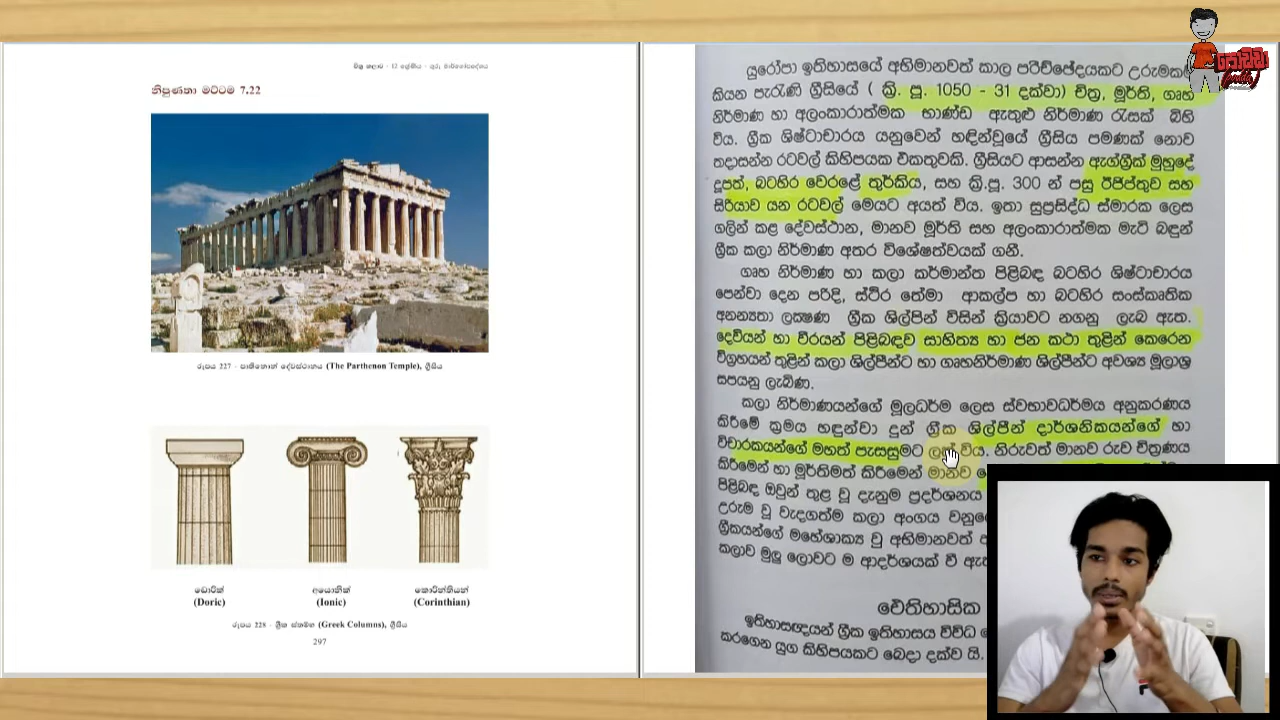 චිත්‍ර කලාව - 12 ශ්‍රේණිය - ගුරු මාර්ගෝපදේශය
නිපුණතා මට්ටම 7.22
රූපය 227 - පාතිනොන් දේවස්ථානය (The Parthenon Temple), ග්‍රීසිය
ඩොරික්
(Doric)
අයොනික්
(Ionic)
කොරින්තියන්
(Corinthian)
රූපය 228 - ග්‍රීක ස්තම්භ (Greek Columns), ග්‍රීසිය
297
යුරෝපා ඉතිහාසයේ අභිමානවත් කාල පරිච්ඡේදයකට උරුමකම්
කියන පැරැණි ග්‍රීසියේ ( ක්‍රි. පූ. 1050 - 31 දක්වා) චිත්‍ර, මූර්ති, ගෘහ
නිර්මාණ හා අලංකාරාත්මක භාණ්ඩ ඇතුළු නිර්මාණ රැසක් බිහි
විය. ග්‍රීක ශිෂ්ටාචාරය යනුවෙන් හඳින්වූයේ ග්‍රීසිය පමණක් නොව
තදාසන්න රටවල් කිහිපයක එකතුවකි. ග්‍රීසියට ආසන්න ඇග්ග්‍රීක් මුහුදේ
දූපත්, බටහිර වෙරළේ තුර්කිය, සහ ක්‍රි.පූ. 300 න් පසු ඊජිප්තුව සහ
සිරියාව යන රටවල් මෙයට අයත් විය. ඉතා සුප්‍රසිද්ධ ස්මාරක ලෙස
ගලින් කළ දේවස්ථාන, මානව මූර්ති සහ අලංකාරාත්මක මැටි බඳුන්
ග්‍රීක කලා නිර්මාණ අතර විශේෂත්වයක් ගනී.
ගෘහ නිර්මාණ හා කලා කර්මාන්ත පිළිබඳ බටහිර ශිෂ්ටාචාරය
පෙන්වා දෙන පරිදි, ස්ථිර තේමා ආකල්ප හා බටහිර සංස්කෘතික
අනන්‍යතා ලක්‍ෂණ ග්‍රීක ශිල්පීන් විසින් ක්‍රියාවට නගනු ලැබ ඇත.
දෙවියන් හා වීරයන් පිළිබඳව සාහිත්‍ය හා ජන කථා තුළින් කෙරෙන
විග්‍රහයන් තුළින් කලා ශිල්පීන්ට හා ගෘහනිර්මාණ ශිල්පීන්ට අවශ්‍ය මූලාශ්‍ර
සපයනු ලැබිණ.
කලා නිර්මාණයන්ගේ මූලධර්ම ලෙස ස්වභාවධර්මය අනුකරණය
කිරීමේ ක්‍රමය හඳුන්වා දුන් ග්‍රීක ශිල්පීන් දාර්ශනිකයන්ගේ හා
විචාරකයන්ගේ මහත් පැසසුමට ලක් විය. නිරුවත් මානව රුව චිත්‍රණය
කිරීමෙන් හා මූර්තිමත් කිරීමෙන් මානව
පිළිබඳ ඔවුන් තුළ වූ දැනුම ප්‍රදර්ශනය
උරුම වූ වැදගත්ම කලා අංගය වනුයේ
ග්‍රීකයන්ගේ මහේශාක්‍ය වූ අභිමානවත්
කලාව මුලු ලොවට ම ආදර්ශයක් වී ඇත
ඓතිහාසික
ඉතිහාසඥයන් ග්‍රීක ඉතිහාසය විවිධ
කරගෙන යුග කිහිපයකට බෙදා දක්ව යි.